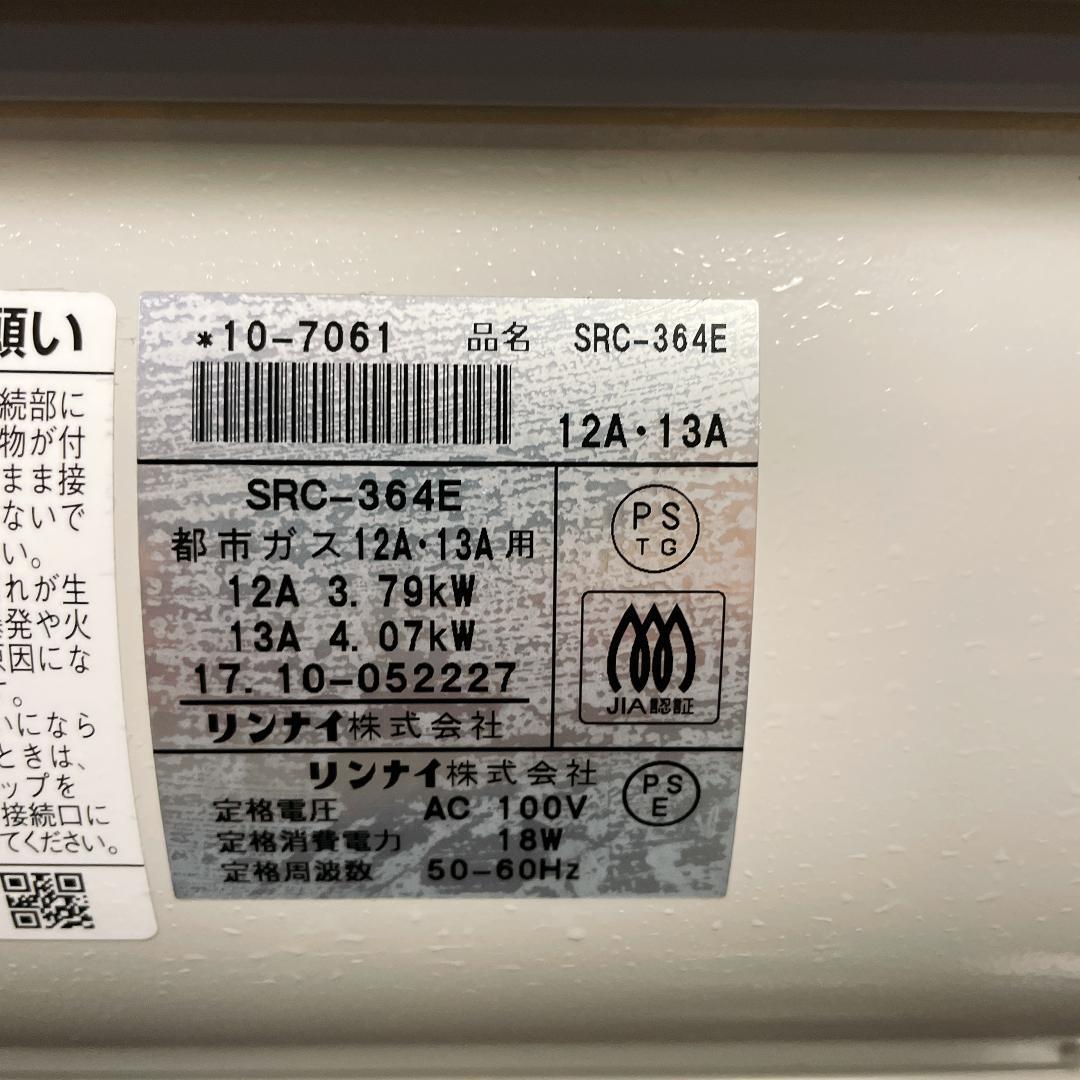 願い
続部に
物が付
まま接
ないで
い。
れが生
爆発や火
原因にな
す。
いになら
ときは、
ップを
接続口に
てください。
*10-7061 品名 SRC-364E
12A・13A
SRC-364E
都市ガス12A・13A用
12A 3.79kW
13A 4.07kW
17.10-052227
リンナイ株式会社
PS
TG
JIA認証
リンナイ株式会社
定格電圧 AC 100V
定格消費電力 18W
定格周波数 50-60Hz
PS
E